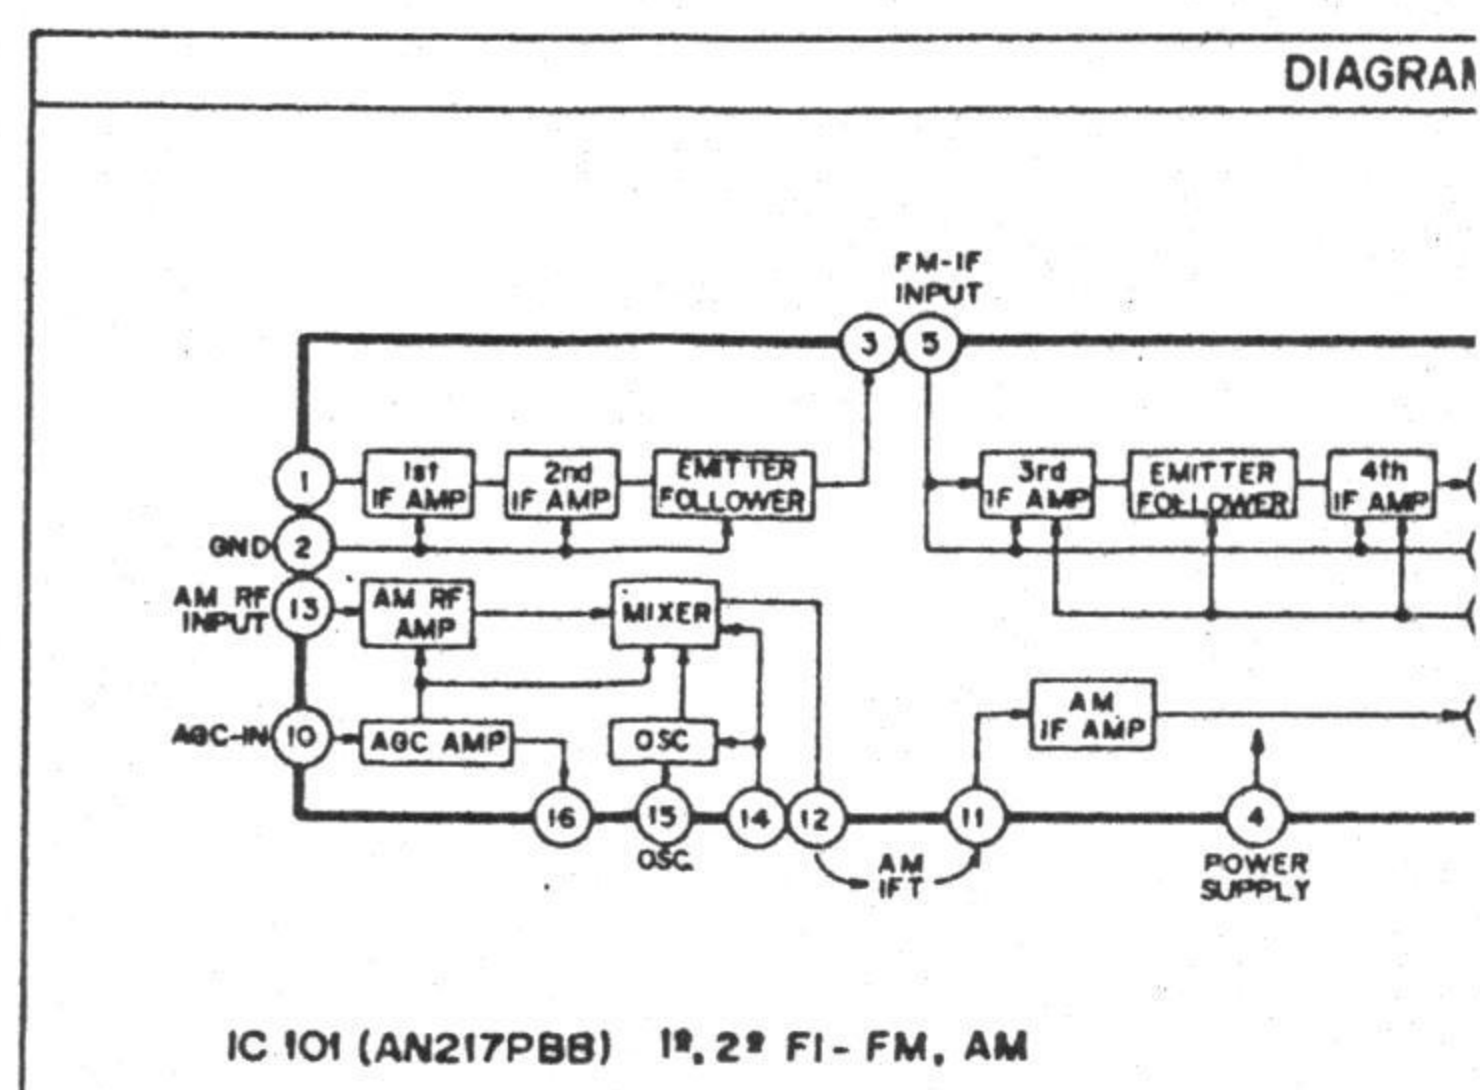 DIAGRAM
FM-IF
INPUT
3
5
1
1st
IF AMP
2nd
IF AMP
EMITTER
FOLLOWER
3rd
IF AMP
EMITTER
FOLLOWER
4th
IF AMP
GND
2
AM RF
INPUT
13
AM RF
AMP
MIXER
AM
IF AMP
AGC-IN
10
AGC AMP
OSC
16
15
14
12
11
4
OSC.
AM
IFT
POWER
SUPPLY
IC 101 (AN217PBB) 1º, 2º FI - FM, AM